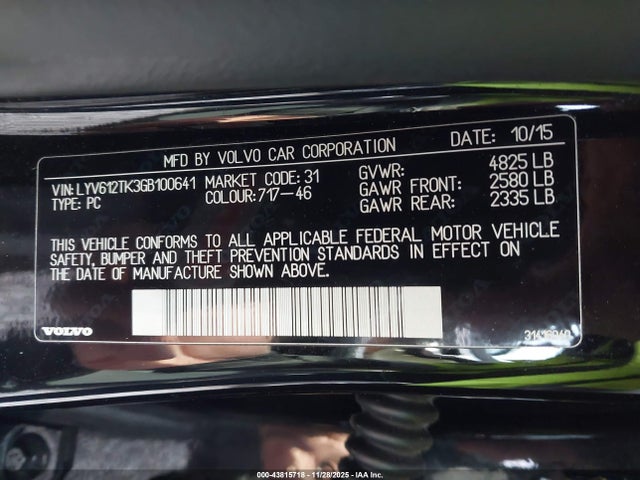 MFD BY VOLVO CAR CORPORATION DATE: 10/15
VIN: LYV612TK3GB100641 MARKET CODE: 31 GVWR: 4825 LB
TYPE: PC COLOUR: 717-46 GAWR FRONT: 2580 LB
GAWR REAR: 2335 LB
THIS VEHICLE CONFORMS TO ALL APPLICABLE FEDERAL MOTOR VEHICLE
SAFETY, BUMPER AND THEFT PREVENTION STANDARDS IN EFFECT ON
THE DATE OF MANUFACTURE SHOWN ABOVE.
VOLVO
000-43815718 - 11/28/2025 - IAA Inc.